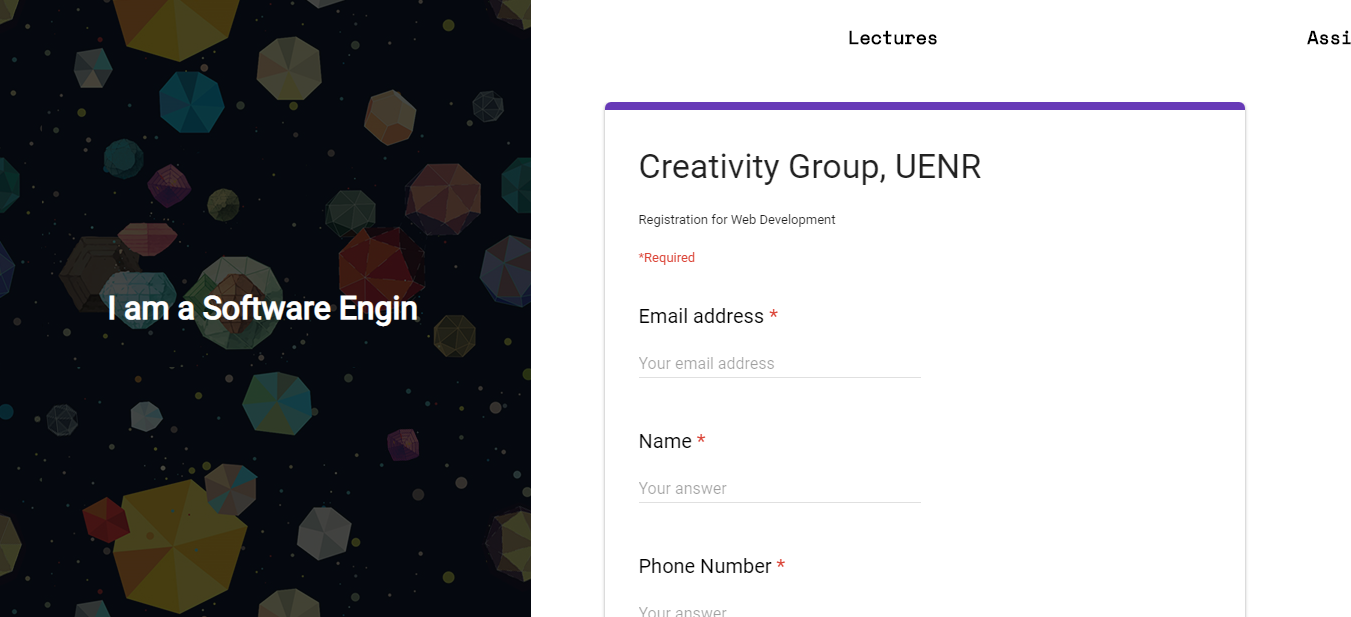 Lectures
Assi
I am a Software Engin
Creativity Group, UENR
Registration for Web Development
*Required
Email address *
Your email address
Name *
Your answer
Phone Number *
Your answer